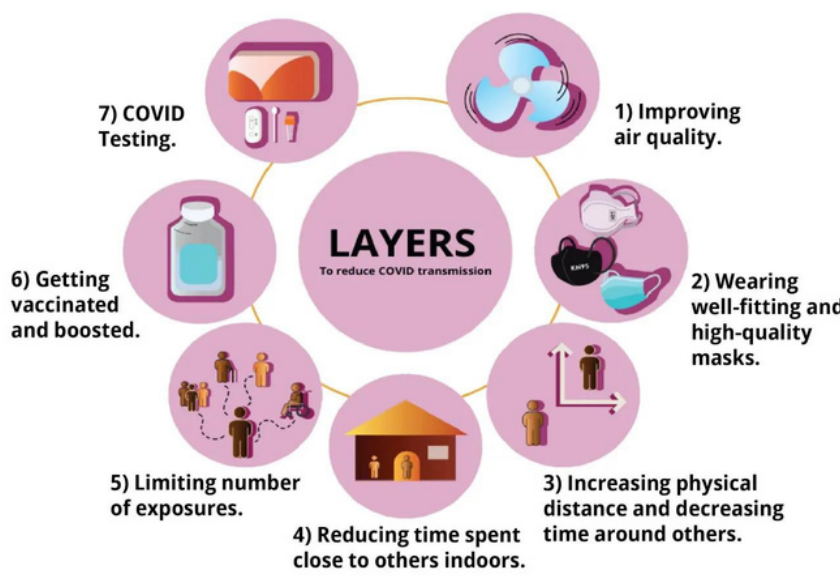 LAYERS
To reduce COVID transmission
1) Improving
air quality.
2) Wearing
well-fitting and
high-quality
masks.
3) Increasing physical
distance and decreasing
time around others.
4) Reducing time spent
close to others indoors.
5) Limiting number
of exposures.
6) Getting
vaccinated
and boosted.
7) COVID
Testing.